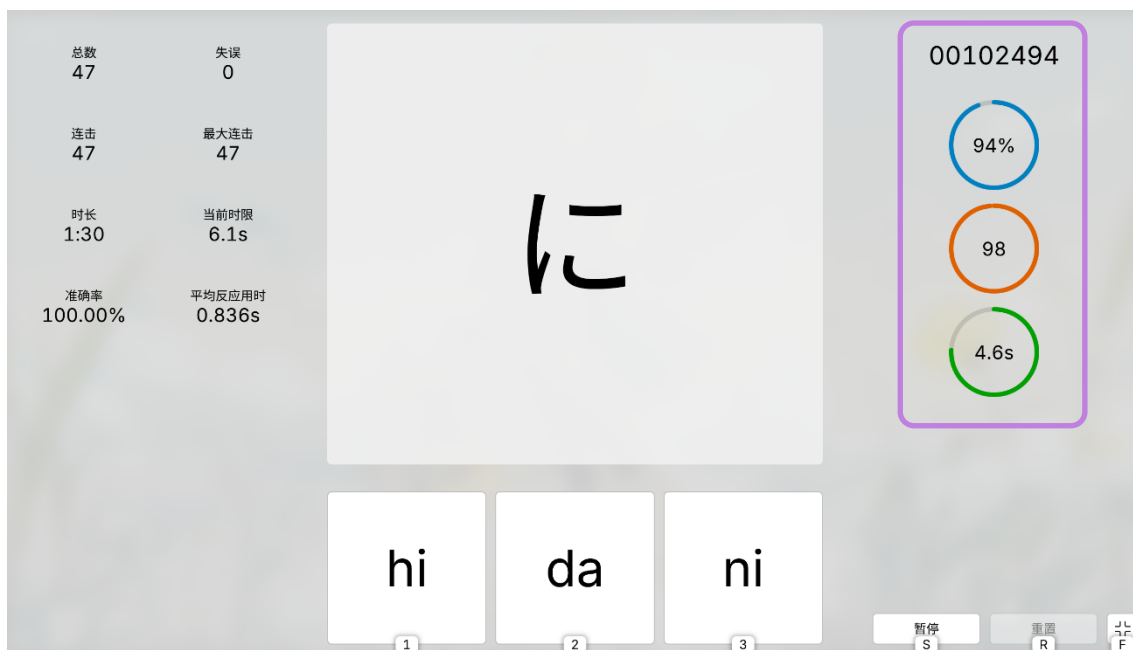 总数
47
失误
0
连击
47
最大连击
47
时长
1:30
当前时限
6.1s
准确率
100.00%
平均反应用时
0.836s
に
hi
1
da
2
ni
3
00102494
94%
98
4.6s
暂停
S
重置
R
F